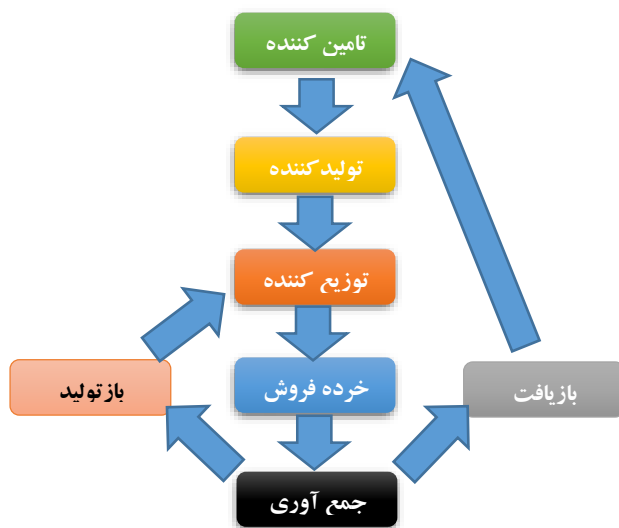 تامین کننده
تولیدکننده
توزیع کننده
خرده فروش
بازتولید
بازیافت
جمع آوری